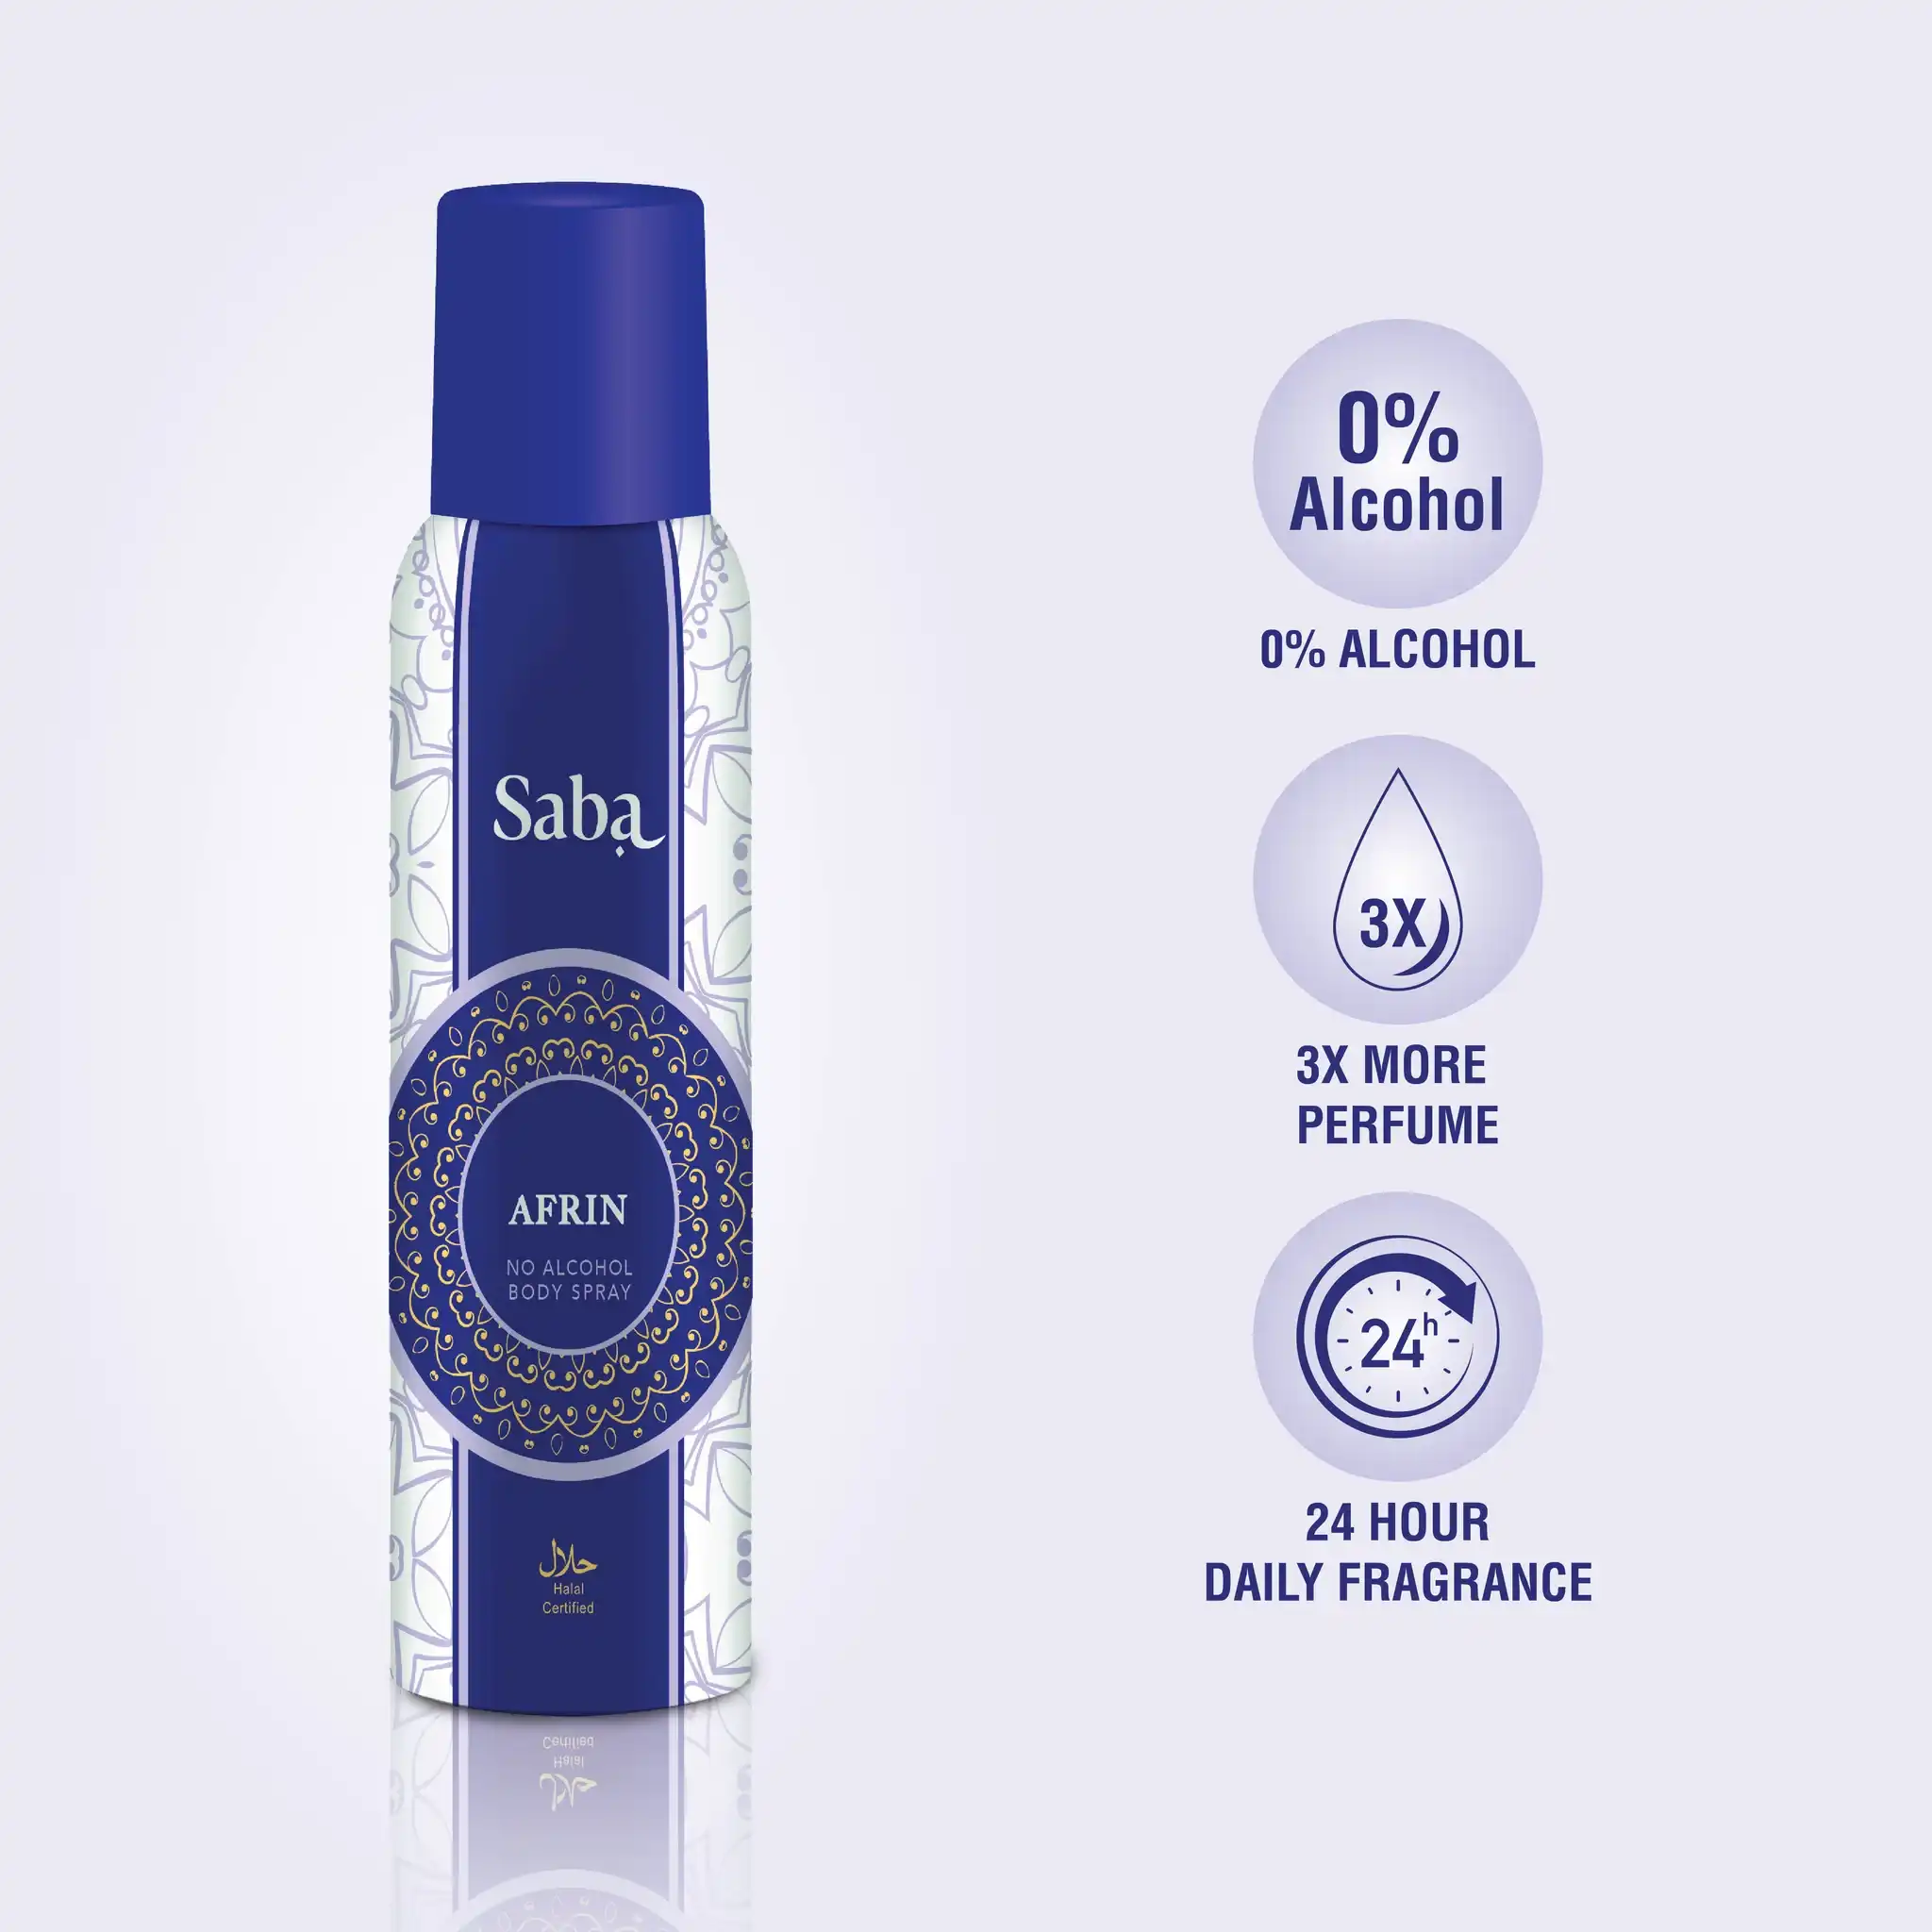 Saba
AFRIN
NO ALCOHOL
BODY SPRAY
حلال
Halal
Certified
0%
Alcohol
0% ALCOHOL
3X
3X MORE
PERFUME
24h
24 HOUR
DAILY FRAGRANCE